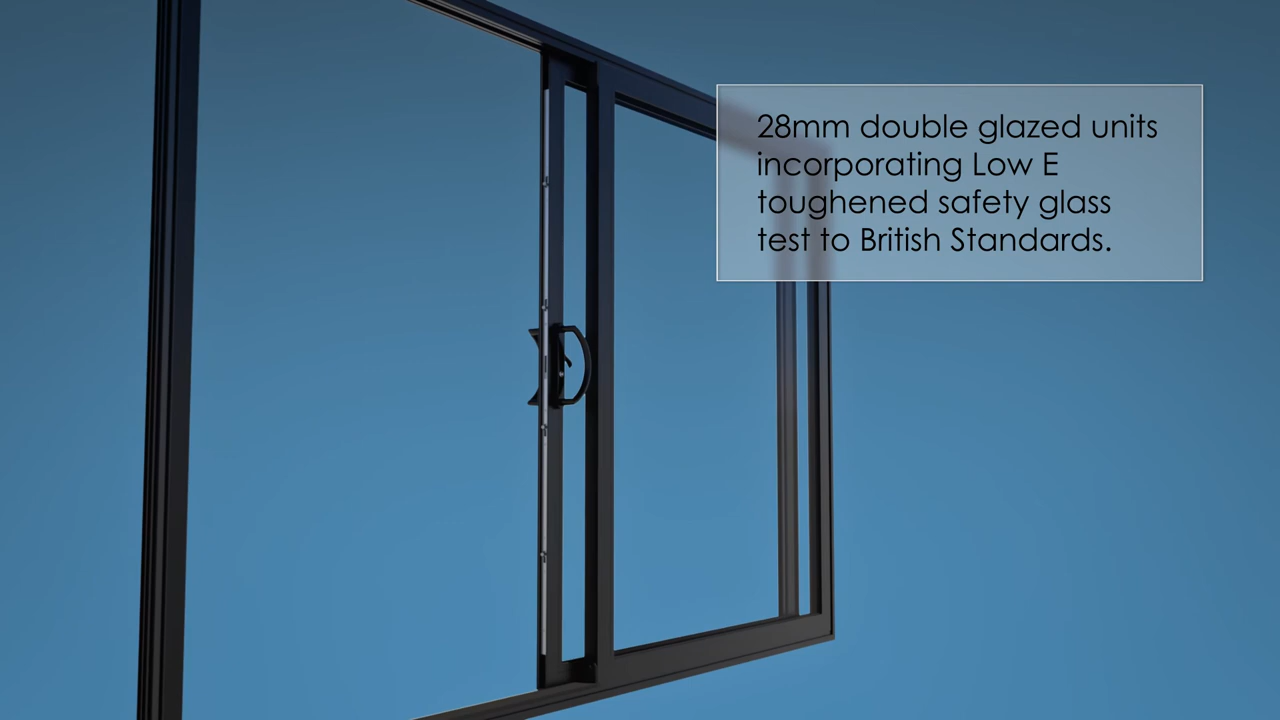 28mm double glazed units
incorporating Low E
toughened safety glass
test to British Standards.